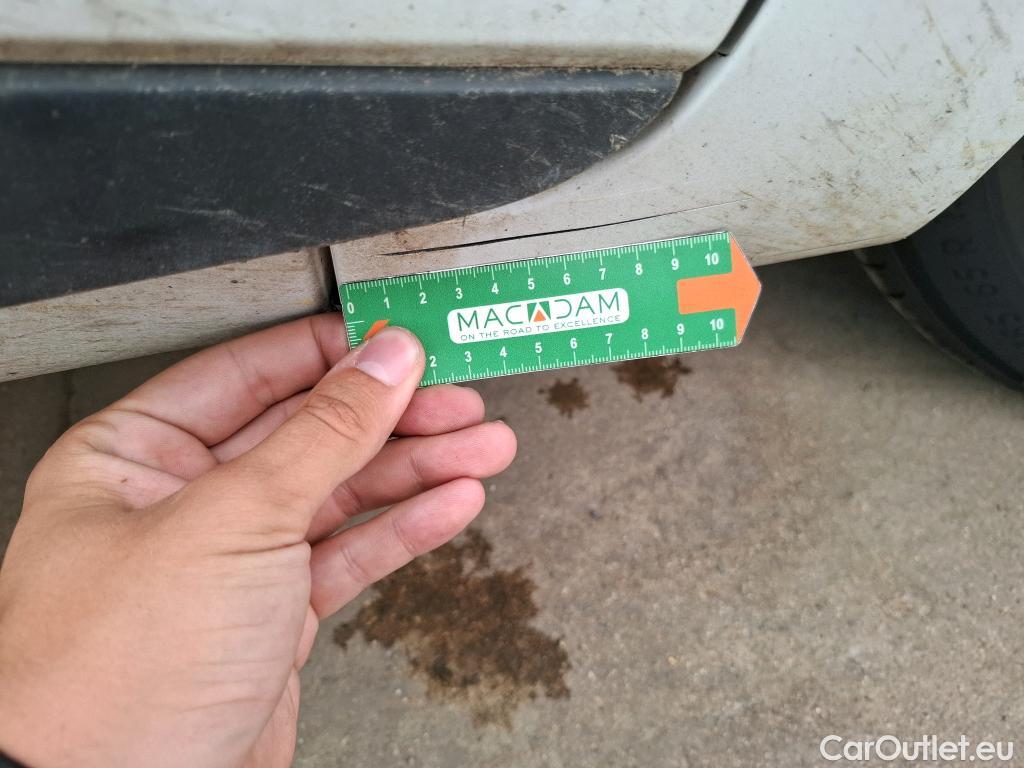 0 1 2 3 4 5 6 7 8 9 10
MACADAM
ON THE ROAD TO EXCELLENCE
2 3 4 5 6 7 8 9 10
CarOutlet.eu